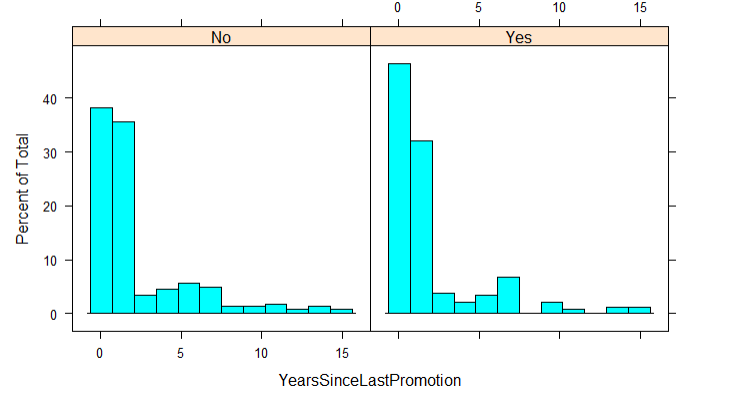 0 5 10 15
No Yes
Percent of Total
40
30
20
10
0
0 5 10 15
YearsSinceLastPromotion